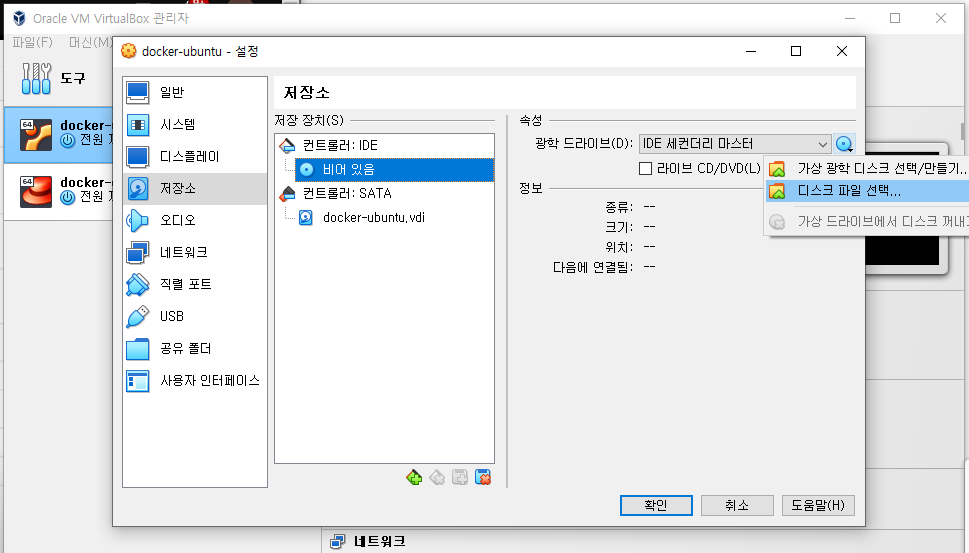 Oracle VM VirtualBox 관리자
파일(F) 머신(M)
도구
64
docker-
전원
64
docker-
전원
docker-ubuntu - 설정
일반
시스템
디스플레이
저장소
오디오
네트워크
직렬 포트
USB
공유 폴더
사용자 인터페이스
저장소
저장 장치(S)
컨트롤러: IDE
비어 있음
컨트롤러: SATA
docker-ubuntu.vdi
속성
광학 드라이브(D): IDE 세컨더리 마스터
라이브 CD/DVD(L)
정보
종류: --
크기: --
위치: --
다음에 연결됨: --
가상 광학 디스크 선택/만들기...
디스크 파일 선택...
가상 드라이브에서 디스크 꺼내기
확인
취소
도움말(H)
네트워크